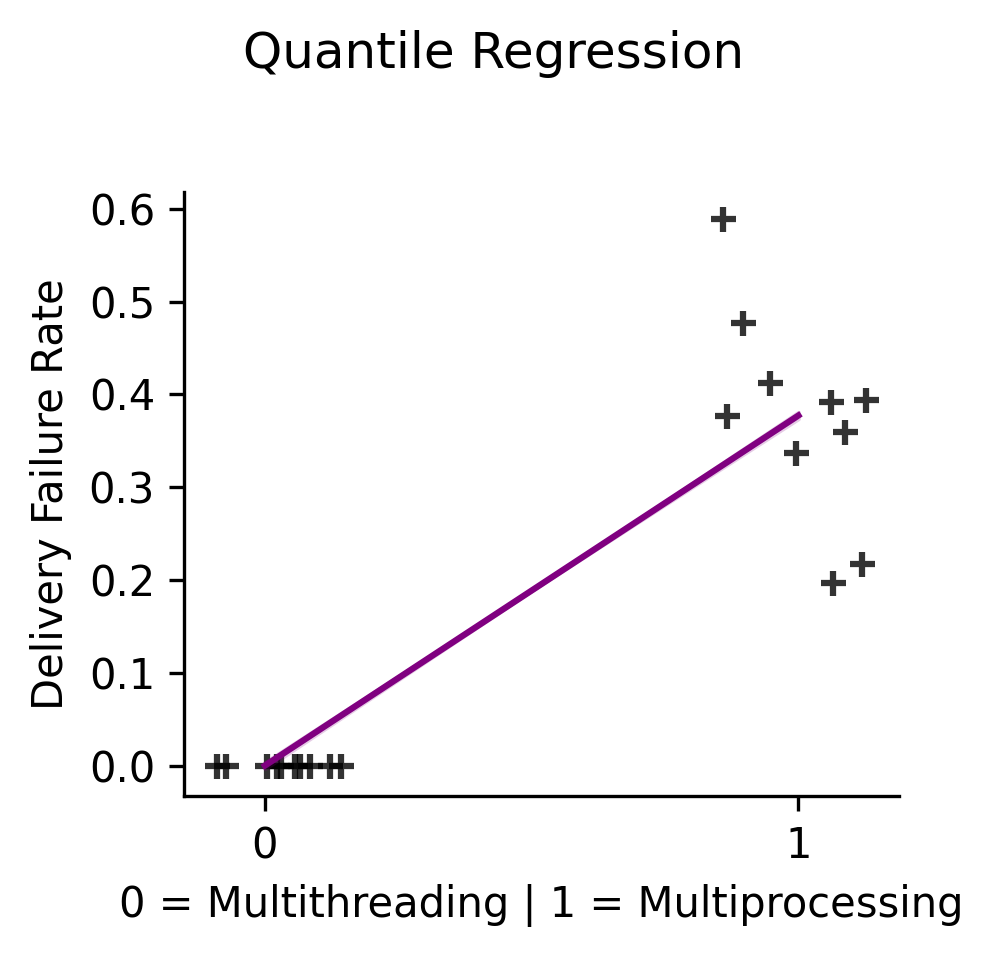 Quantile Regression
Delivery Failure Rate
0.6
0.5
0.4
0.3
0.2
0.1
0.0
0 1
0 = Multithreading | 1 = Multiprocessing